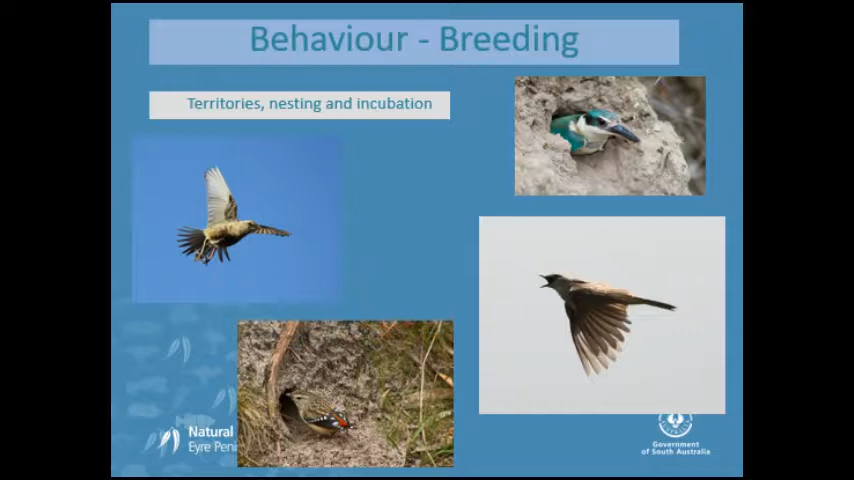 Behaviour - Breeding
Territories, nesting and incubation
Natural
Eyre Peni
Government
of South Australia